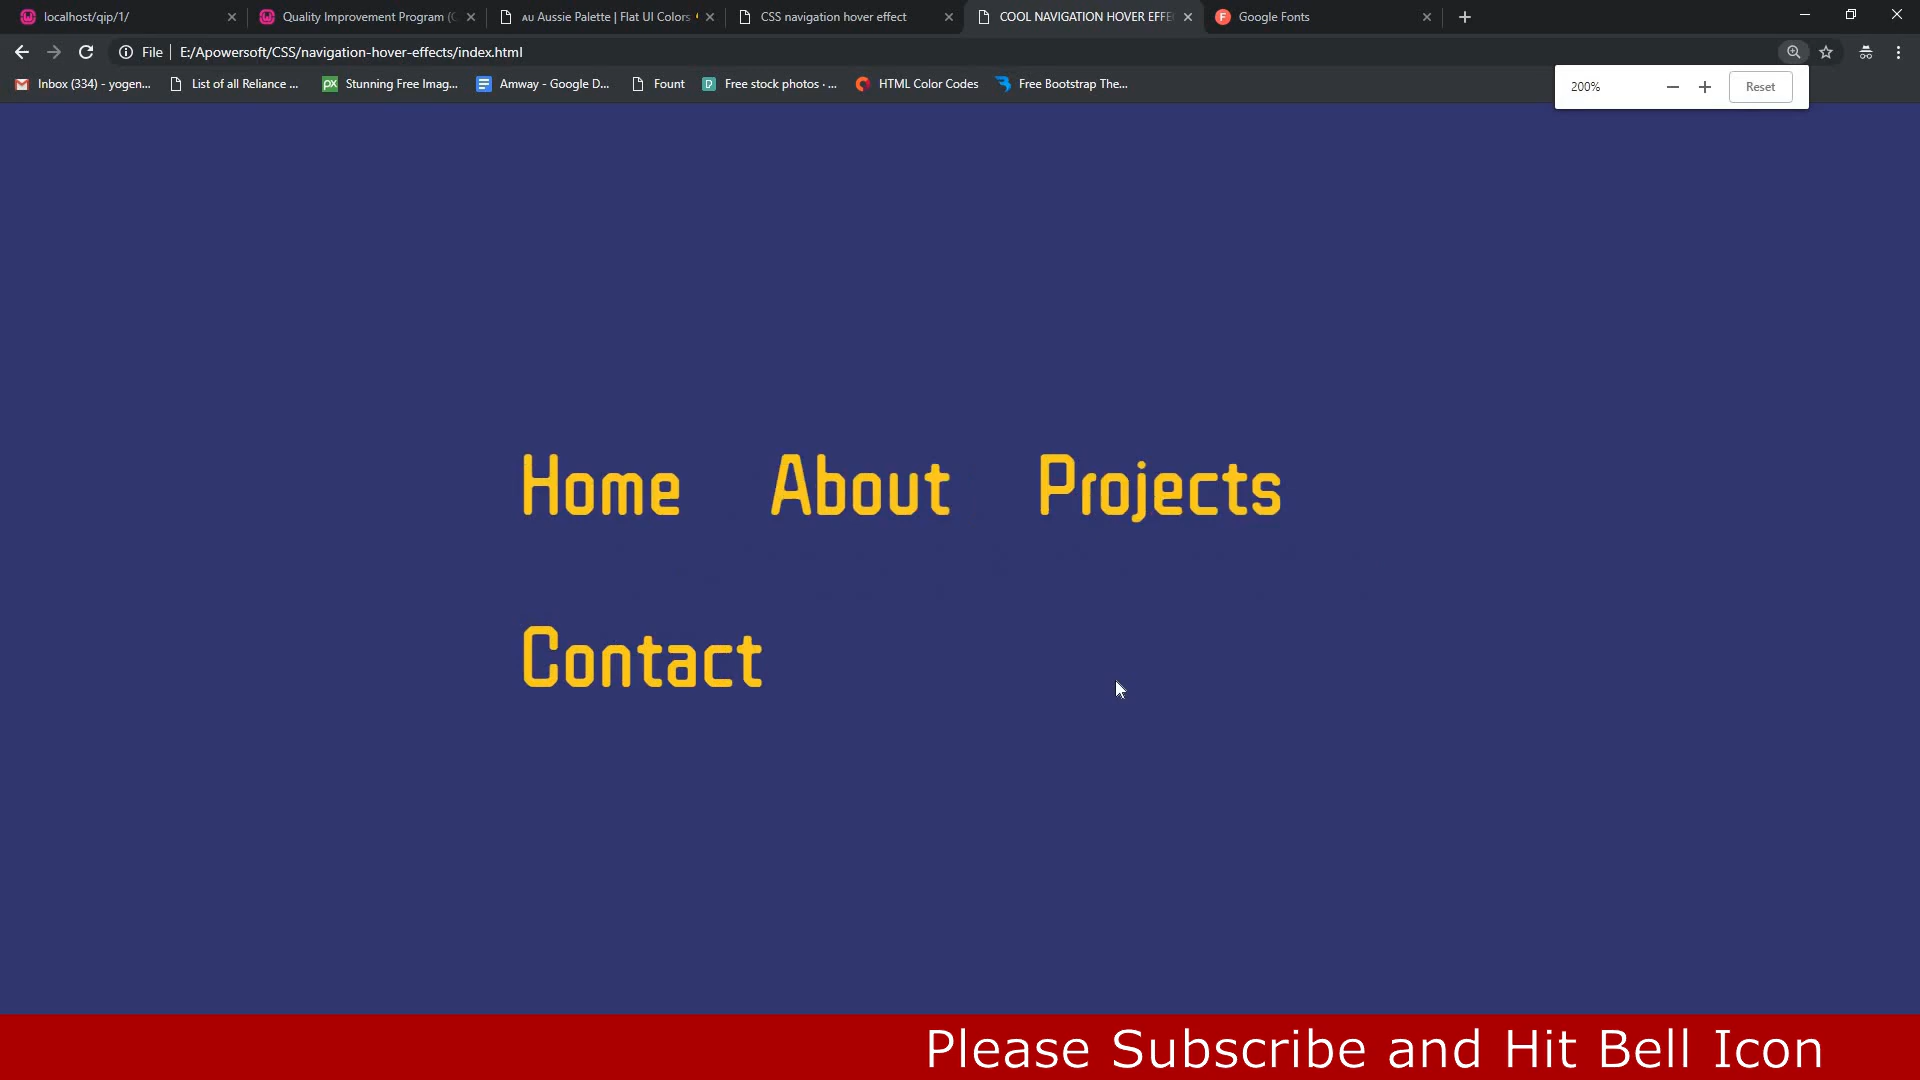 localhost/qip/1/
Quality Improvement Program (
AU Aussie Palette | Flat UI Colors
CSS navigation hover effect
COOL NAVIGATION HOVER EFFE
F Google Fonts
File E:/Apowersoft/CSS/navigation-hover-effects/index.html
Inbox (334) - yogen...
List of all Reliance ...
px Stunning Free Imag...
Amway - Google D...
Fount
D Free stock photos · ...
HTML Color Codes
Free Bootstrap The...
200% Reset
Home About Projects
Contact
Please Subscribe and Hit Bell Icon